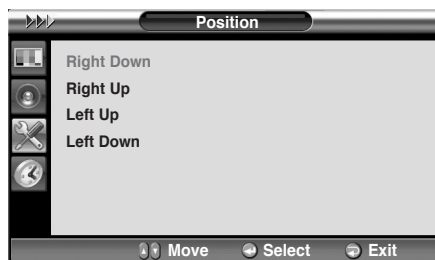 Position
Right Down
Right Up
Left Up
Left Down
Move Select Exit